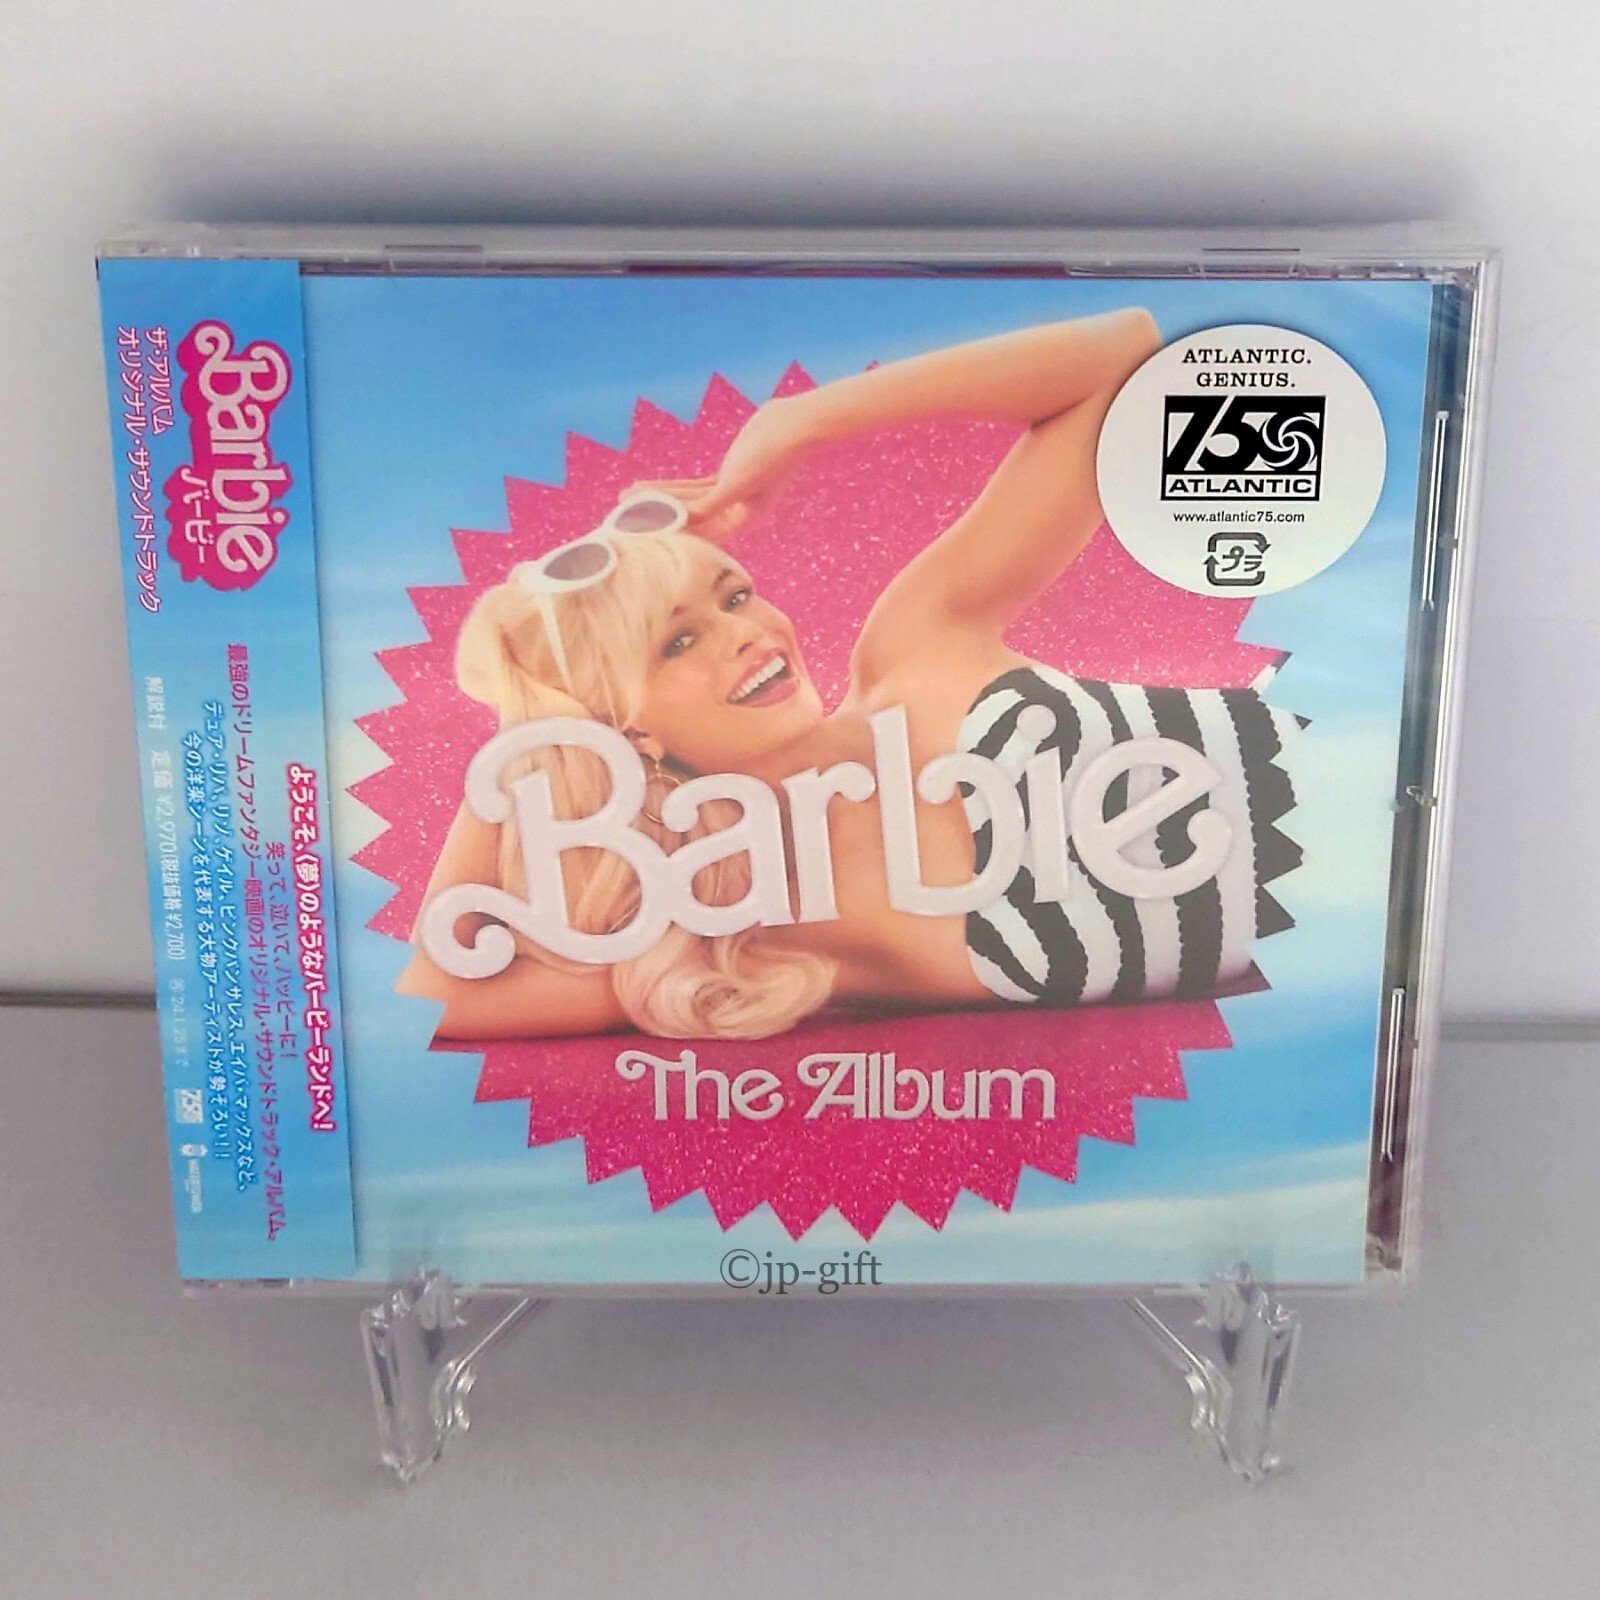 Barbie
バービー
ザ・アルバム
オリジナル・サウンドトラック
ようこそ、〈夢〉のようなバービーランドへ!
笑って、泣いて、ハッピーに!
最強のドリームファンタジー映画のオリジナル・サウンドトラック・アルバム。
デュア・リパ、リゾ、ゲイル、ピンクパンサレス、エイバ・マックスなど、
今の洋楽シーンを代表する大物アーティストが勢ぞろい!!
解説付 定価 ¥2,970(税抜価格 ¥2,700) 24.1.25まで
75
ATLANTIC.
GENIUS.
75
ATLANTIC
www.atlantic75.com
プラ
Barbie
The Album
©jp-gift